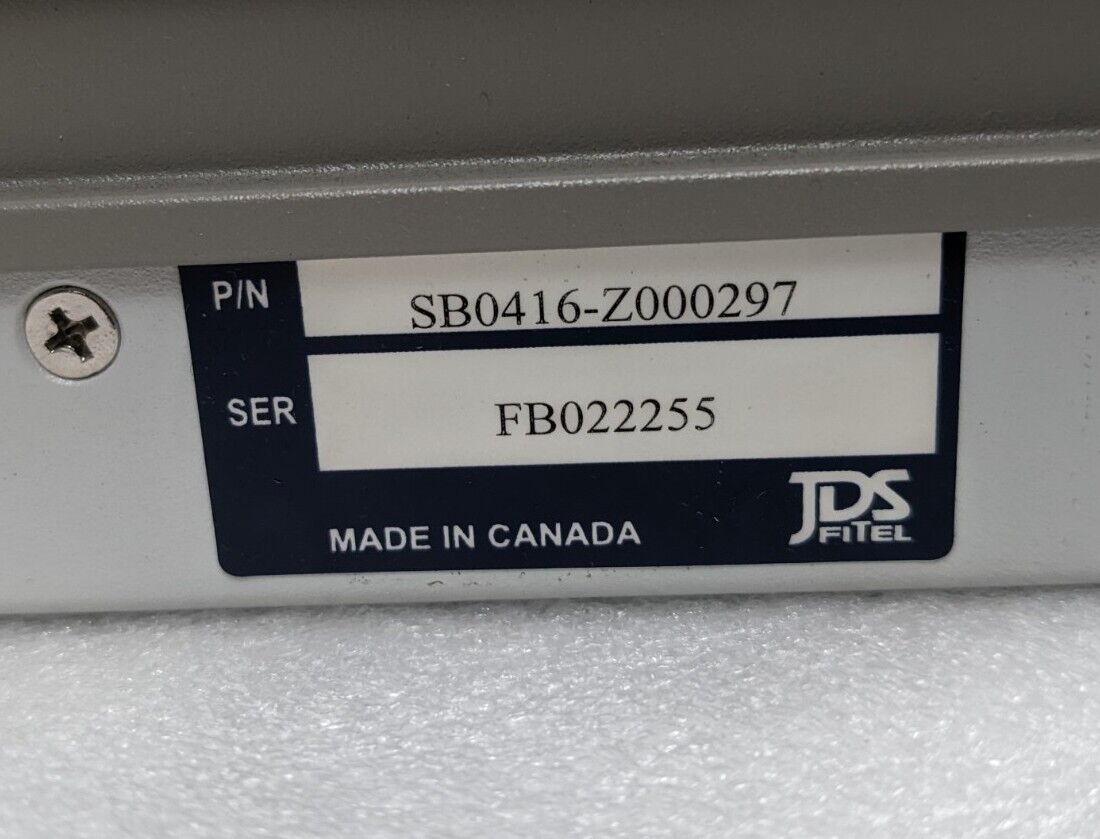 P/N SB0416-Z000297
SER FB022255
MADE IN CANADA
JDS
FITEL